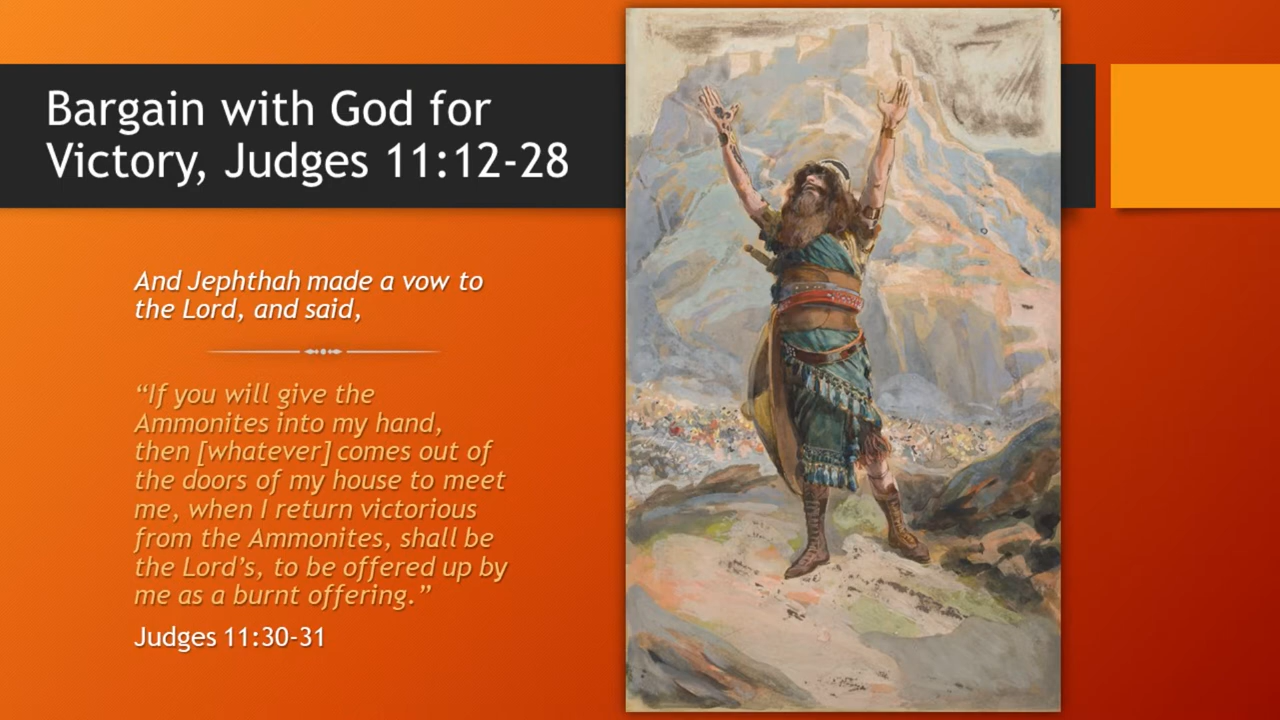 Bargain with God for
Victory, Judges 11:12-28
And Jephthah made a vow to
the Lord, and said,
“If you will give the
Ammonites into my hand,
then [whatever] comes out of
the doors of my house to meet
me, when I return victorious
from the Ammonites, shall be
the Lord’s, to be offered up by
me as a burnt offering.”
Judges 11:30-31